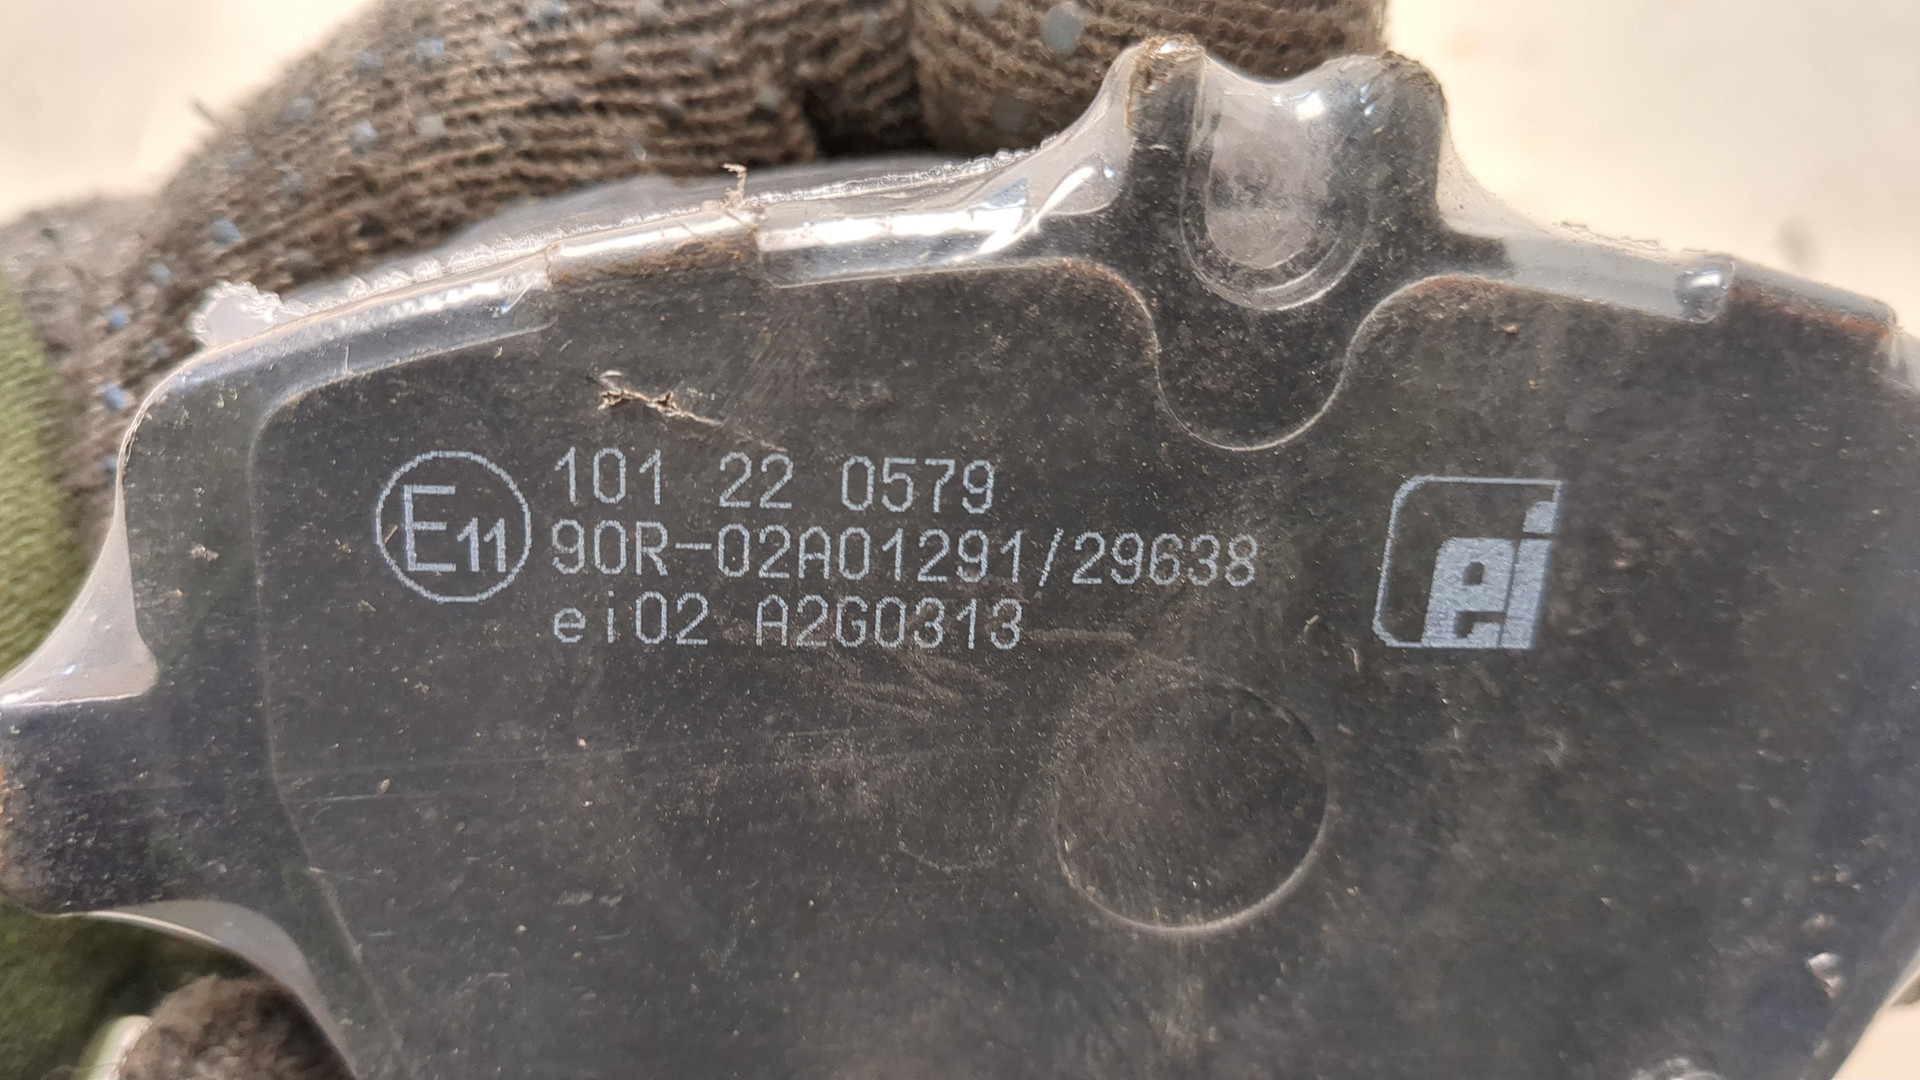 E11
101 22 0579
90R-02A01291/29638
ei02 A2G0313
ei